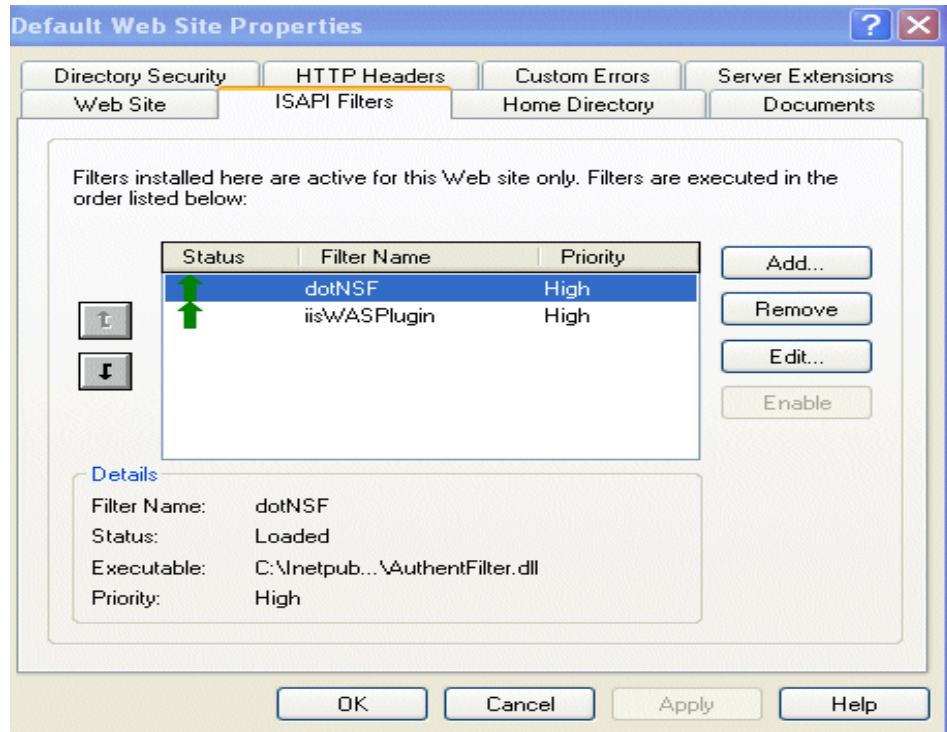 Default Web Site Properties
Directory Security HTTP Headers Custom Errors Server Extensions
Web Site ISAPI Filters Home Directory Documents
Filters installed here are active for this Web site only. Filters are executed in the
order listed below:
Status Filter Name Priority
dotNSF High
iisWASPlugin High
Add...
Remove
Edit...
Enable
Details
Filter Name: dotNSF
Status: Loaded
Executable: C:\Inetpub...\AuthentFilter.dll
Priority: High
OK Cancel Apply Help